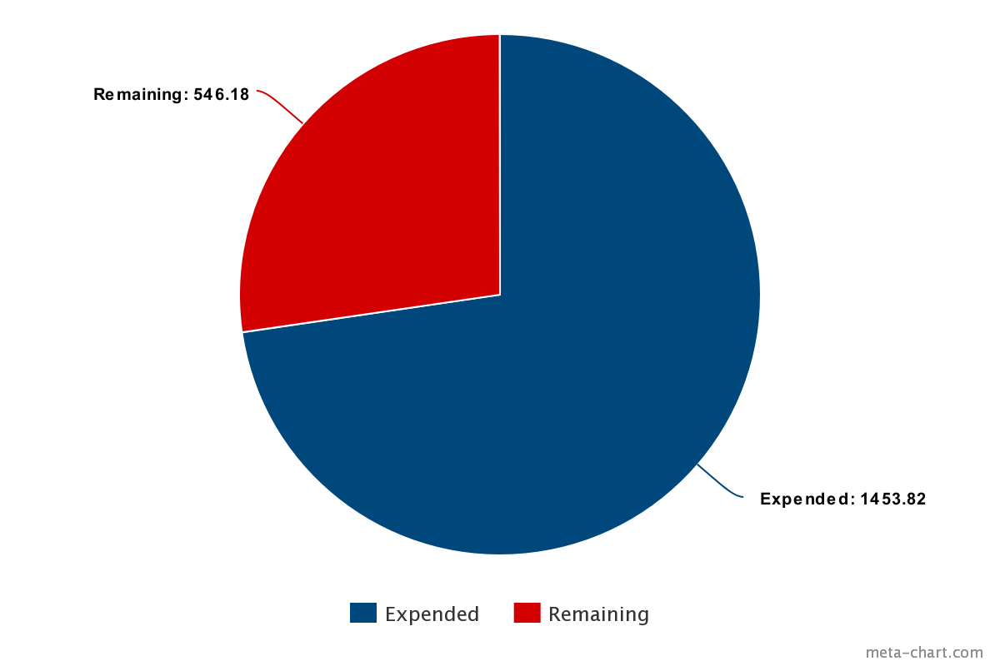 Remaining: 546.18
Expended: 1453.82
Expended
Remaining
meta-chart.com